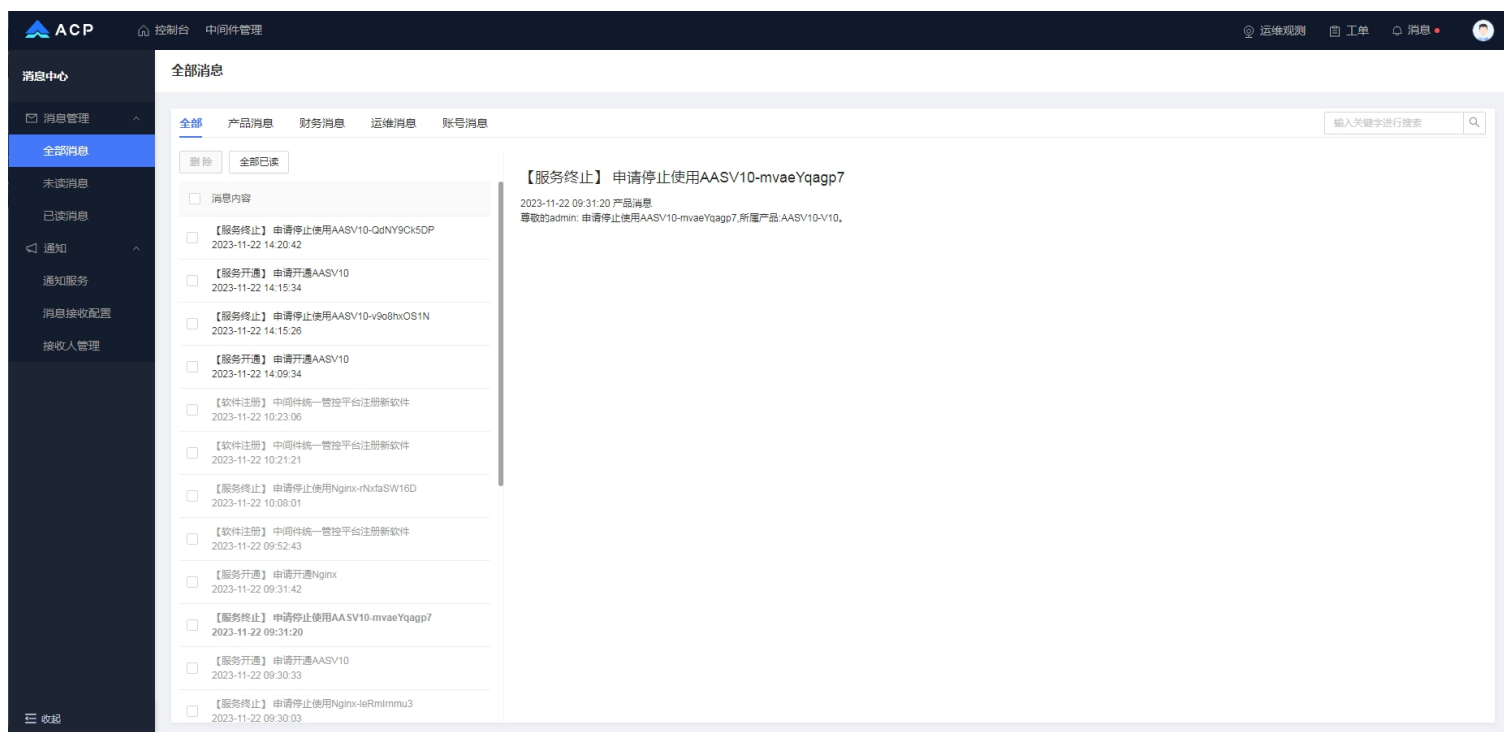 ACP
控制台
中间件管理
运维观测
工单
消息
消息中心
消息管理
全部消息
未读消息
已读消息
通知
通知服务
消息接收配置
接收人管理
收起
全部消息
全部 产品消息 财务消息 运维消息 账号消息
输入关键字进行搜索
删除 全部已读
消息内容
【服务终止】 申请停止使用AASV10-QdNY9Ck5DP
2023-11-22 14:20:42
【服务开通】 申请开通AASV10
2023-11-22 14:15:34
【服务终止】 申请停止使用AASV10-v9o8hxOS1N
2023-11-22 14:15:26
【服务开通】 申请开通AASV10
2023-11-22 14:09:34
【软件注册】 中间件统一管控平台注册新软件
2023-11-22 10:23:06
【软件注册】 中间件统一管控平台注册新软件
2023-11-22 10:21:21
【服务终止】 申请停止使用Nginx-rNxfaSW16D
2023-11-22 10:08:01
【软件注册】 中间件统一管控平台注册新软件
2023-11-22 09:52:43
【服务开通】 申请开通Nginx
2023-11-22 09:31:42
【服务终止】 申请停止使用AASV10-mvaeYqagp7
2023-11-22 09:31:20
【服务开通】 申请开通AASV10
2023-11-22 09:30:33
【服务终止】 申请停止使用Nginx-leRmIrnmu3
2023-11-22 09:30:03
【服务终止】 申请停止使用AASV10-mvaeYqagp7
2023-11-22 09:31:20 产品消息
尊敬的admin: 申请停止使用AASV10-mvaeYqagp7,所属产品:AASV10-V10。